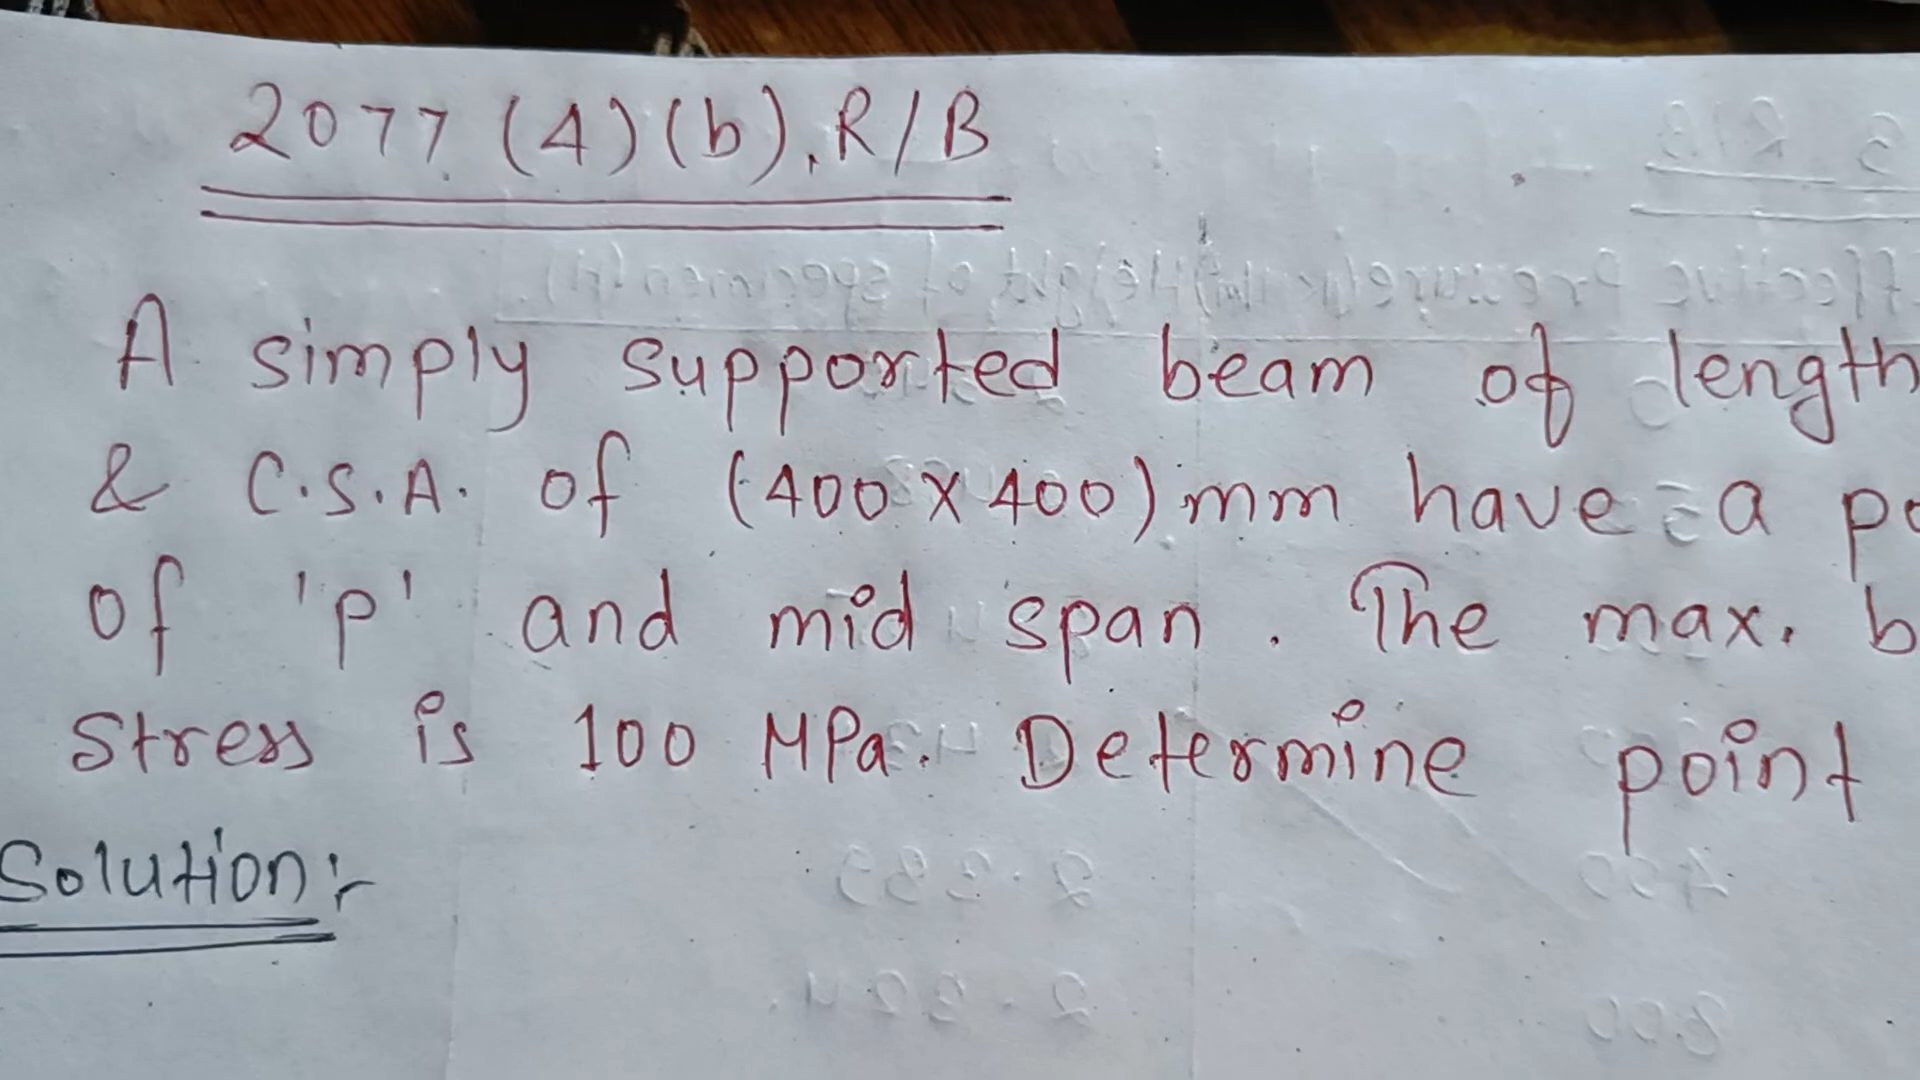 2077 (4)(b), R/B
A simply supported beam of length
& C.S.A. of (400 x 400) mm have a
of 'p' and mid span. The max.
stress is 100 MPa. Determine point
Solution:-